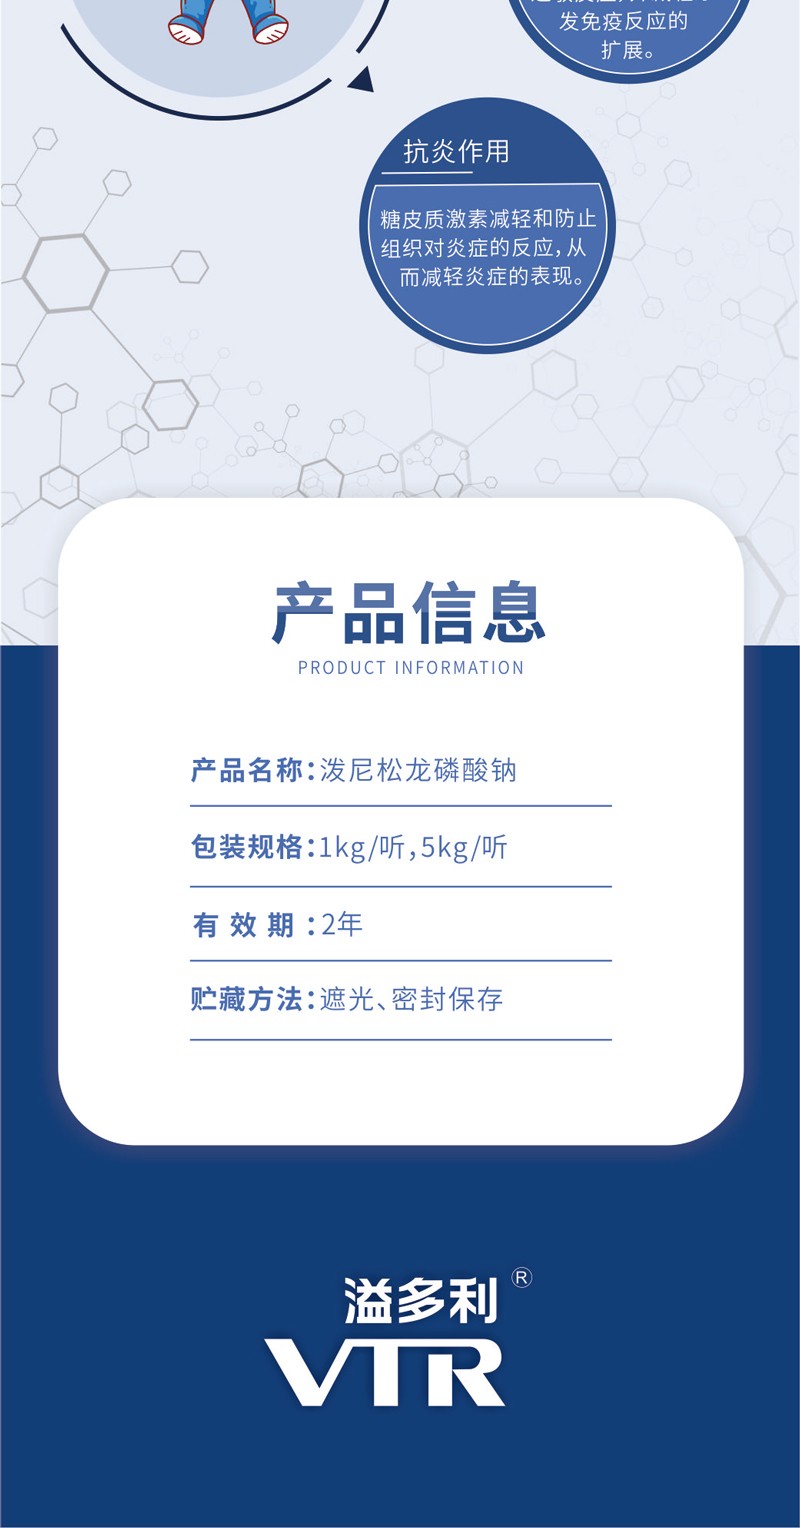 发免疫反应的
扩展。
抗炎作用
糖皮质激素减轻和防止
组织对炎症的反应,从
而减轻炎症的表现。
产品信息
PRODUCT INFORMATION
产品名称:泼尼松龙磷酸钠
包装规格:1kg/听,5kg/听
有 效 期 :2年
贮藏方法:遮光、密封保存
溢多利®
VTR